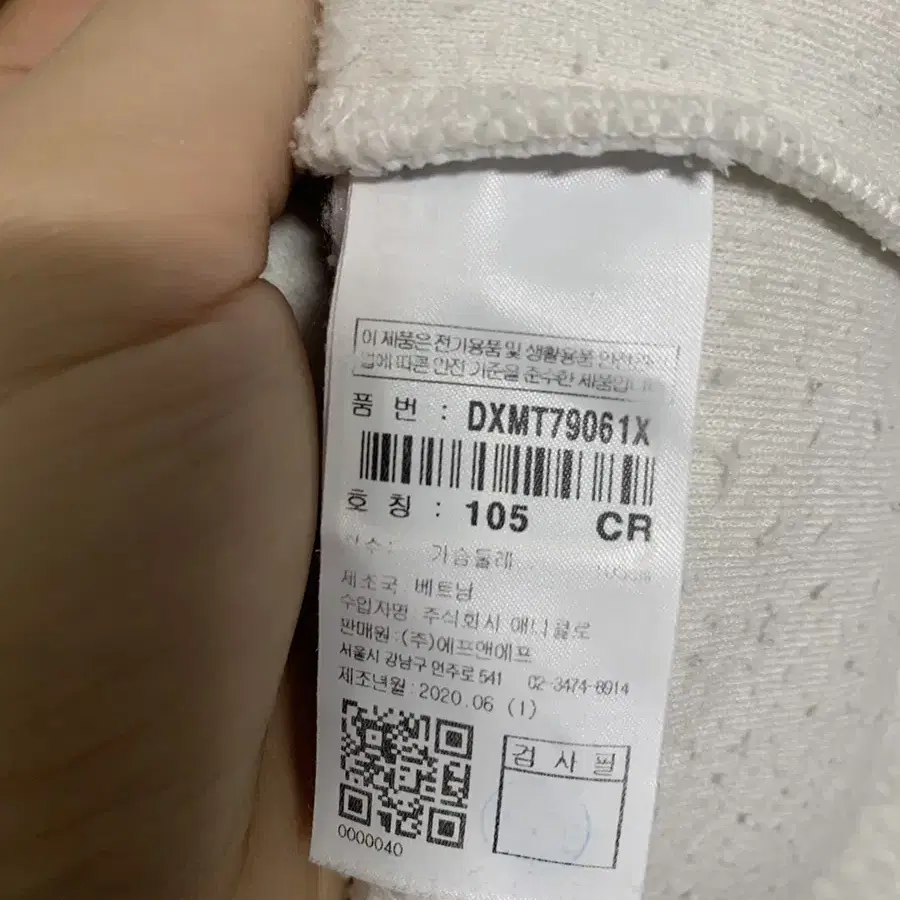 이 제품은 전기용품 및 생활용품 안전관
법에 따른 안전 기준을 준수한 제품입니
품 번 : DXMT79061X
호 칭 : 105 CR
가슴둘레
제조국 : 베트남
수입자명 : 주식회사 애니클로
판매원 : (주)에프앤에프
서울시 강남구 언주로 541 02-3474-8914
제조년월 : 2020.06 (1)
검 사 필
0000040